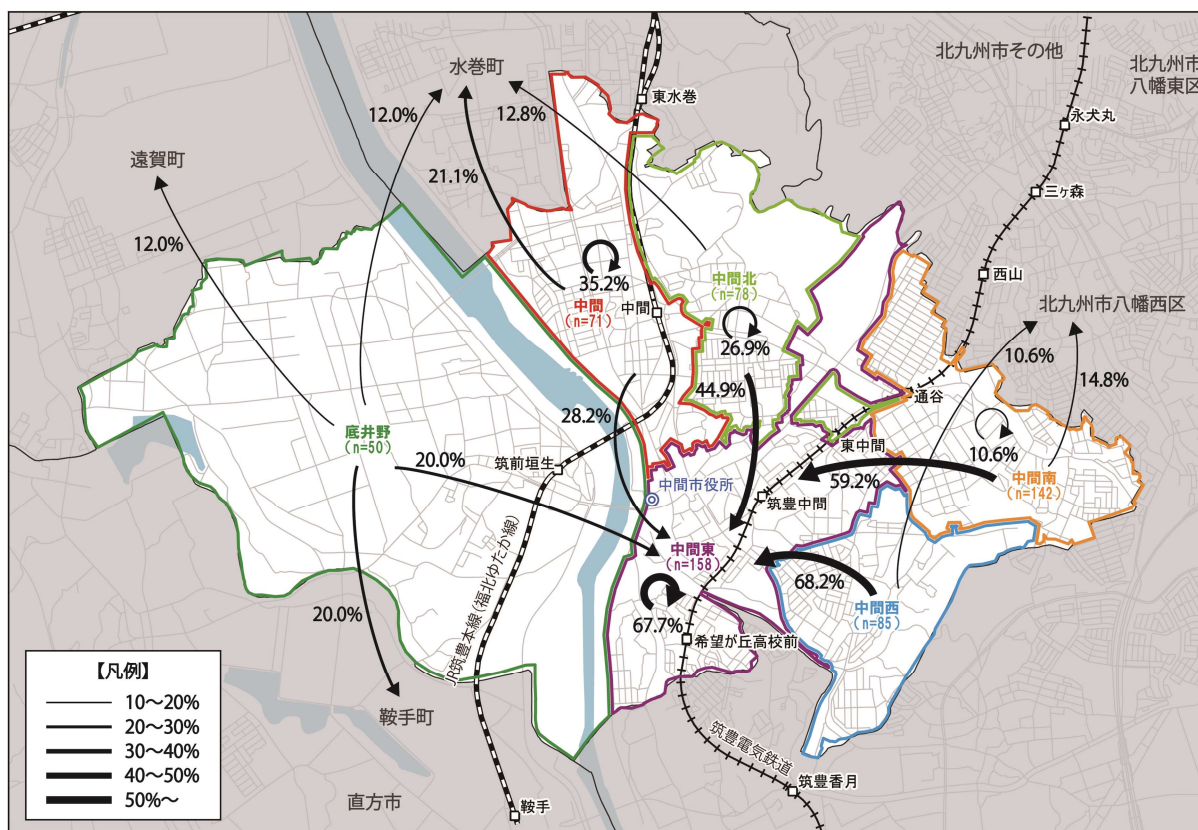 北九州市その他
北九州市
八幡東区
水巻町
東水巻
永犬丸
12.0%
12.8%
遠賀町
21.1%
三ヶ森
12.0%
西山
35.2%
中間
(n=71)
中間
中間北
(n=78)
26.9%
北九州市八幡西区
10.6%
14.8%
44.9%
通谷
28.2%
東中間
10.6%
底井野
(n=50)
20.0%
筑前垣生
中間市役所
59.2%
中間南
(n=142)
筑豊中間
中間東
(n=158)
68.2%
中間西
(n=85)
20.0%
67.7%
希望が丘高校前
JR筑豊本線(福北ゆたか線)
鞍手町
筑豊電気鉄道
筑豊香月
直方市
鞍手
【凡例】
10〜20%
20〜30%
30〜40%
40〜50%
50%〜